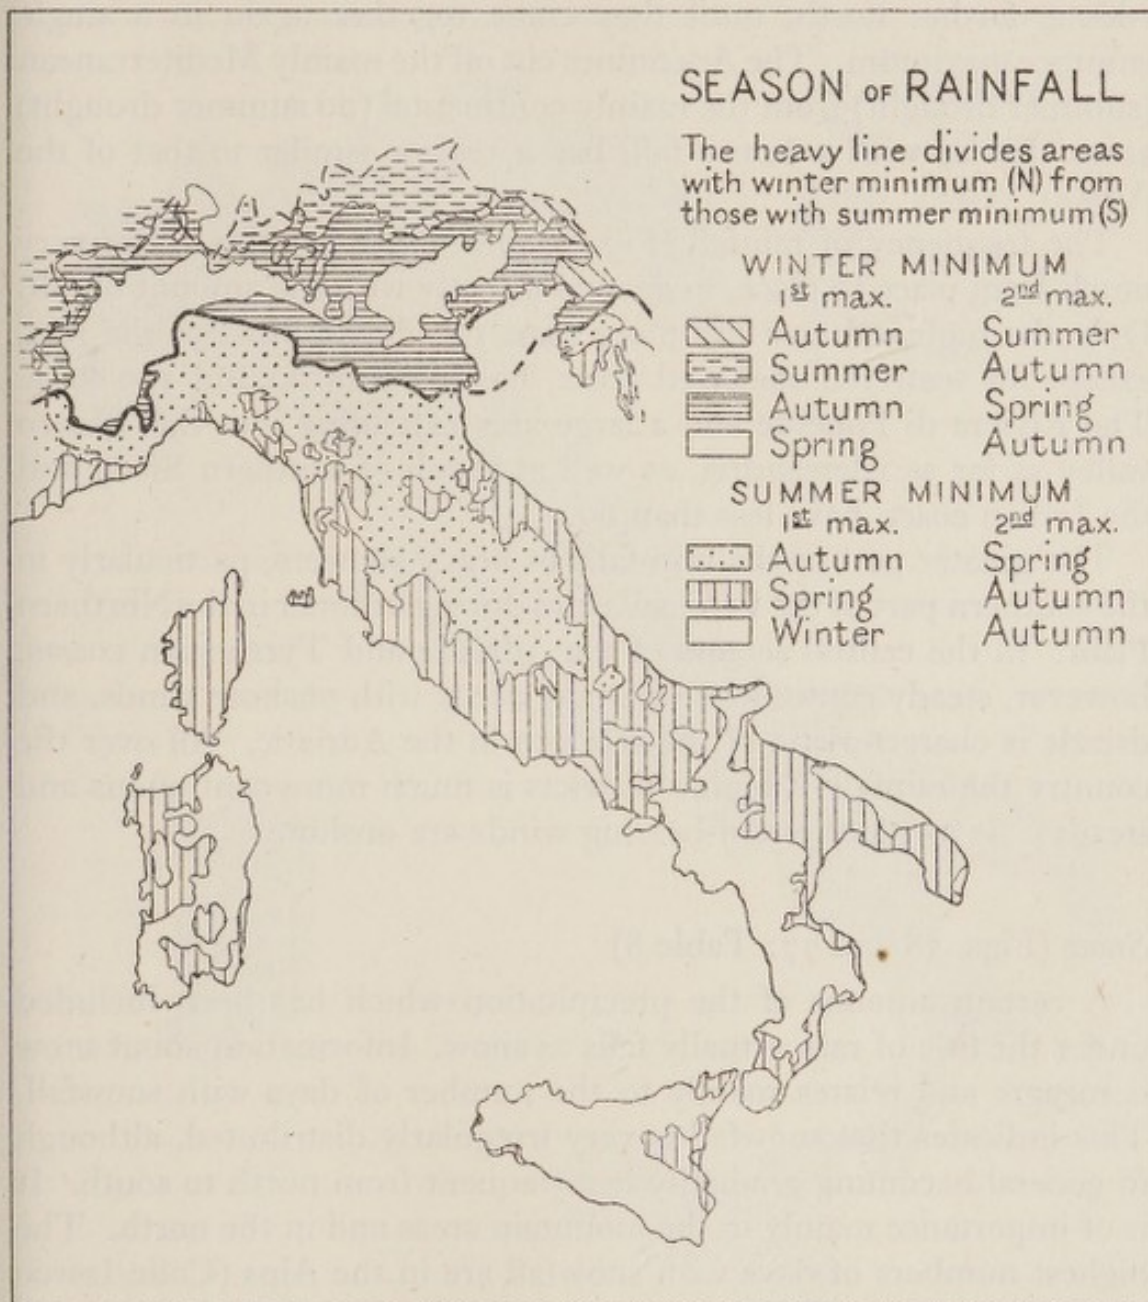 SEASON OF RAINFALL
The heavy line divides areas
with winter minimum (N) from
those with summer minimum (S)
WINTER MINIMUM
1st max. 2nd max.
Autumn Summer
Summer Autumn
Autumn Spring
Spring Autumn
SUMMER MINIMUM
1st max. 2nd max.
Autumn Spring
Spring Autumn
Winter Autumn